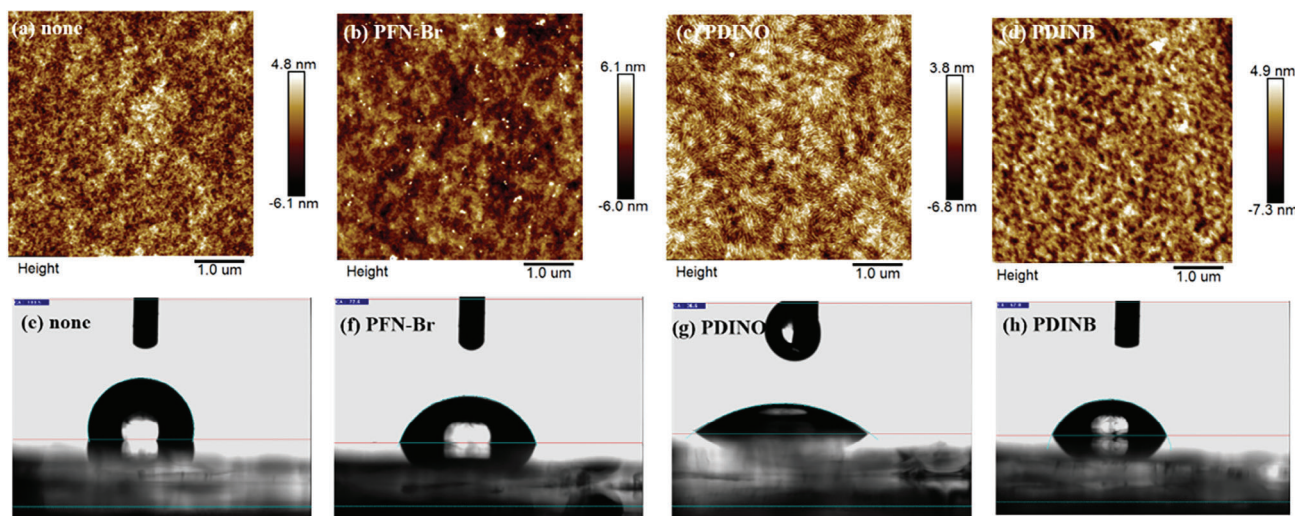 (a) none
4.8 nm
-6.1 nm
Height
1.0 um
(b) PFN-Br
6.1 nm
-6.0 nm
Height
1.0 um
(c) PDINO
3.8 nm
-6.8 nm
Height
1.0 um
(d) PDINB
4.9 nm
-7.3 nm
Height
1.0 um
(e) none
(f) PFN-Br
(g) PDINO
(h) PDINB